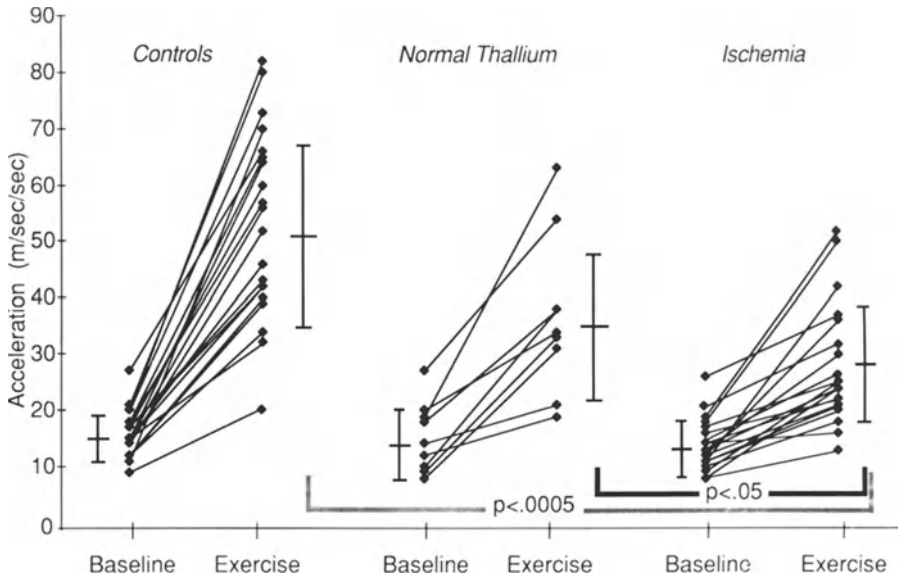 Acceleration (m/sec/sec)
90
80
70
60
50
40
30
20
10
0
Controls
Normal Thallium
Ischemia
p<.0005
p<.05
Baseline Exercise Baseline Exercise Baseline Exercise